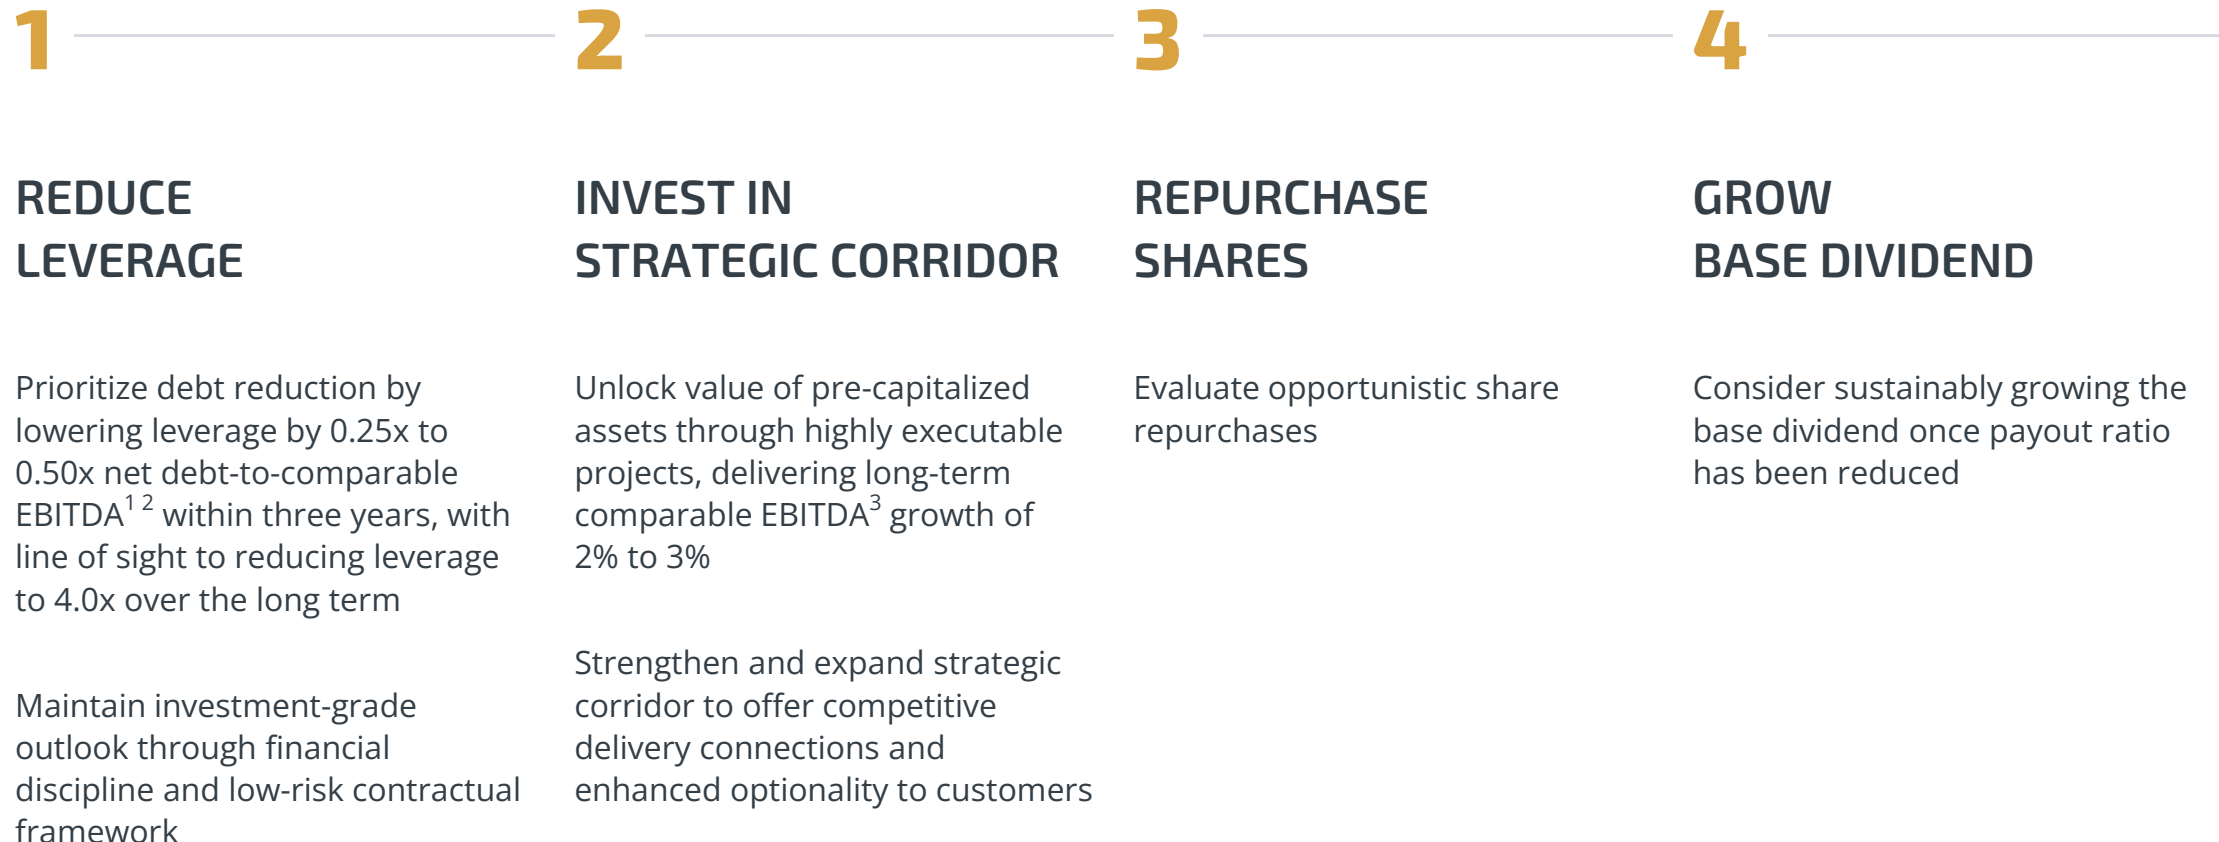 1
REDUCE
LEVERAGE
Prioritize debt reduction by
lowering leverage by 0.25x to
0.50x net debt-to-comparable
EBITDA1 2 within three years, with
line of sight to reducing leverage
to 4.0x over the long term
Maintain investment-grade
outlook through financial
discipline and low-risk contractual
framework
2
INVEST IN
STRATEGIC CORRIDOR
Unlock value of pre-capitalized
assets through highly executable
projects, delivering long-term
comparable EBITDA3 growth of
2% to 3%
Strengthen and expand strategic
corridor to offer competitive
delivery connections and
enhanced optionality to customers
3
REPURCHASE
SHARES
Evaluate opportunistic share
repurchases
4
GROW
BASE DIVIDEND
Consider sustainably growing the
base dividend once payout ratio
has been reduced